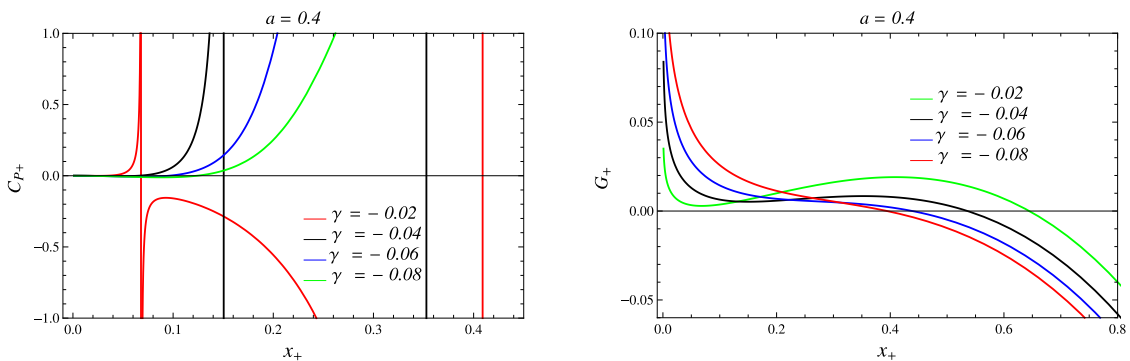 a = 0.4
1.0
0.5
0.0
−0.5
−1.0
C_{P+}
γ = − 0.02
γ = − 0.04
γ = − 0.06
γ = − 0.08
0.0 0.1 0.2 0.3 0.4
x_+
a = 0.4
0.10
0.05
0.00
−0.05
G_+
γ = − 0.02
γ = − 0.04
γ = − 0.06
γ = − 0.08
0.0 0.2 0.4 0.6 0.8
x_+